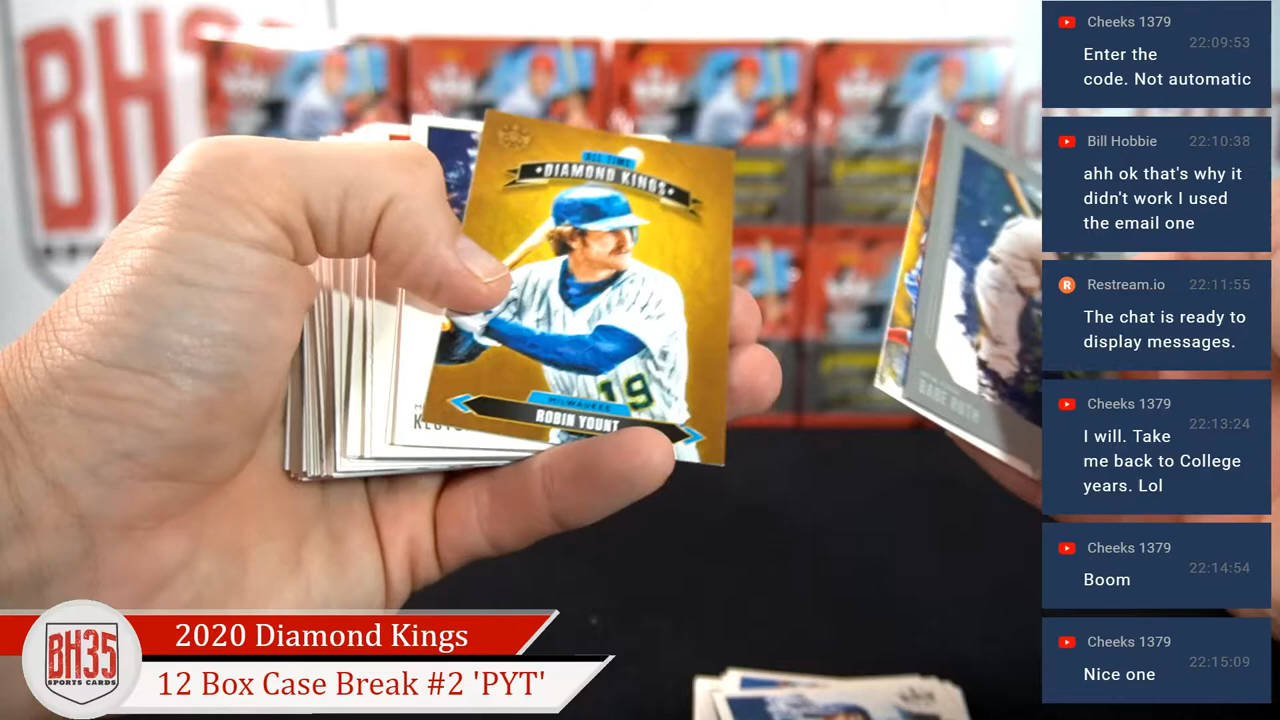 BH
ALL TIME
DIAMOND KINGS
19
MILWAUKEE
ROBIN YOUNT
BABE RUTH
2020 Diamond Kings
12 Box Case Break #2 'PYT'
BH35
SPORTS CARDS
Cheeks 1379
22:09:53
Enter the
code. Not automatic
Bill Hobbie
22:10:38
ahh ok that's why it
didn't work I used
the email one
Restream.io
22:11:55
The chat is ready to
display messages.
Cheeks 1379
22:13:24
I will. Take
me back to College
years. Lol
Cheeks 1379
22:14:54
Boom
Cheeks 1379
22:15:09
Nice one